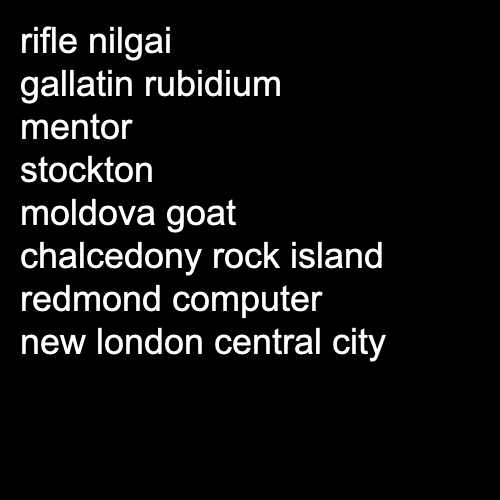 rifle nilgai
gallatin rubidium
mentor
stockton
moldova goat
chalcedony rock island
redmond computer
new london central city